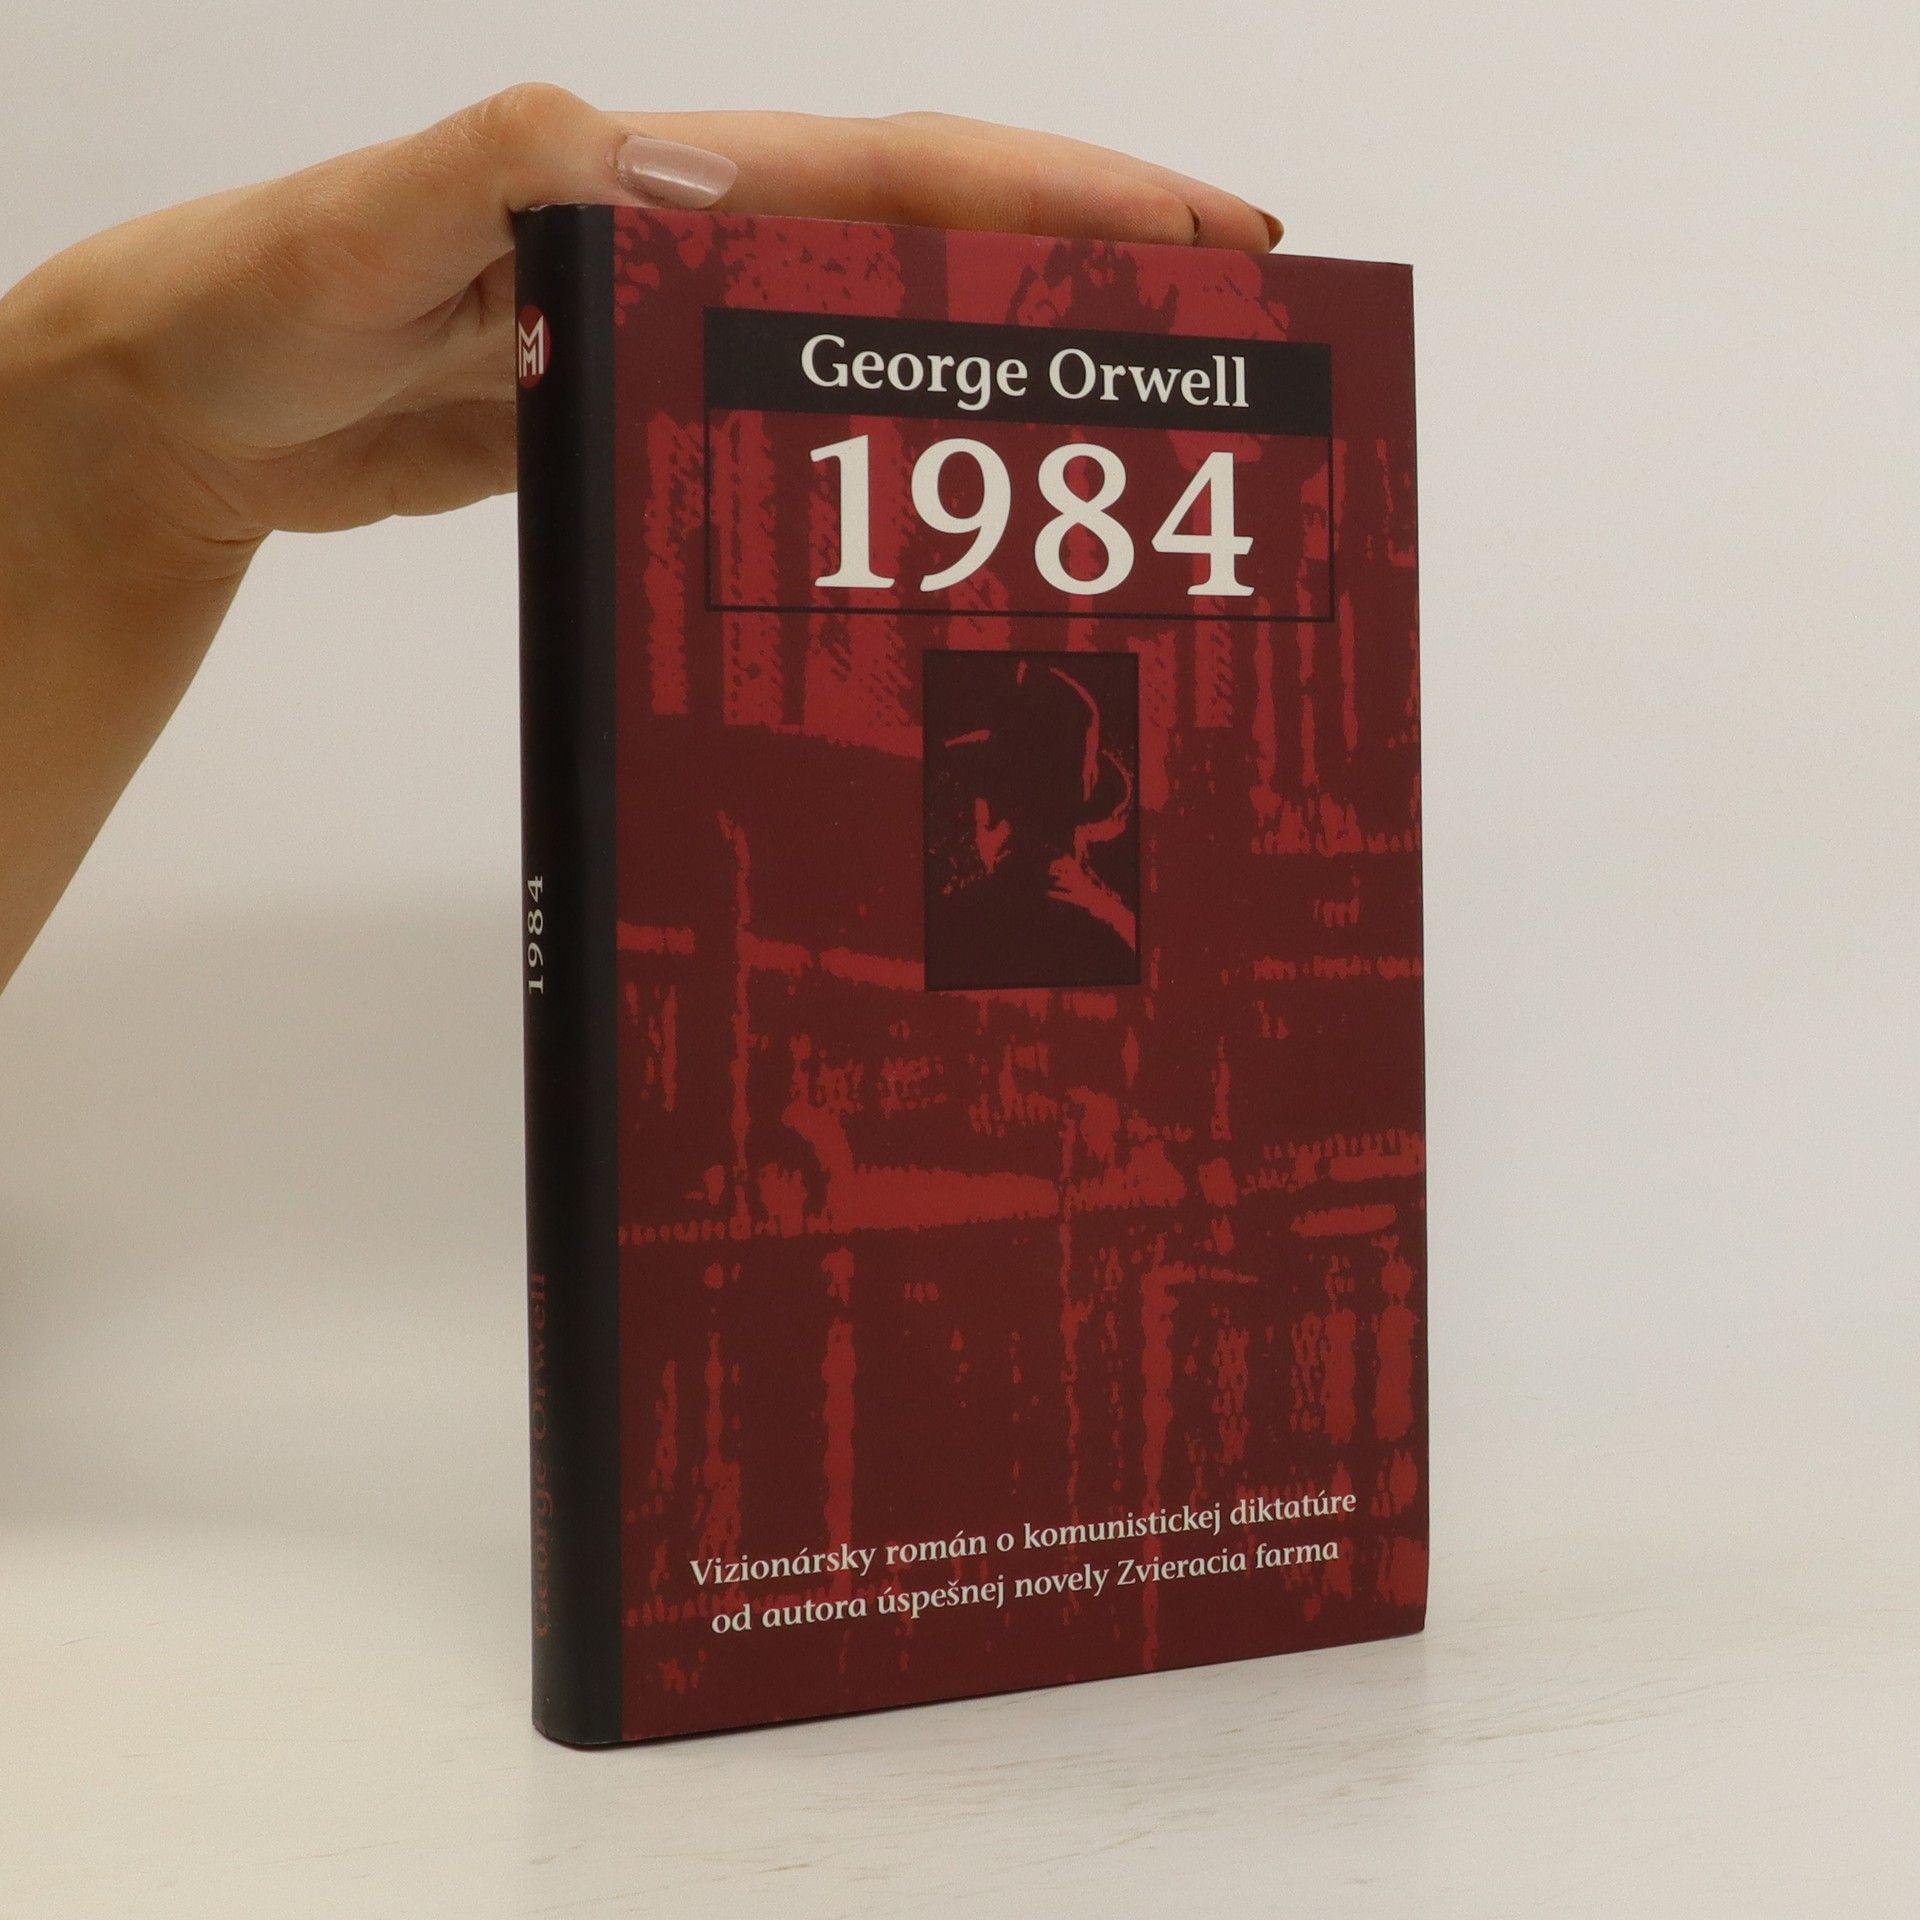 George Orwell
1984
Vizionársky román o komunistickej diktatúre
od autora úspešnej novely Zvieracia farma
1984
George Orwell